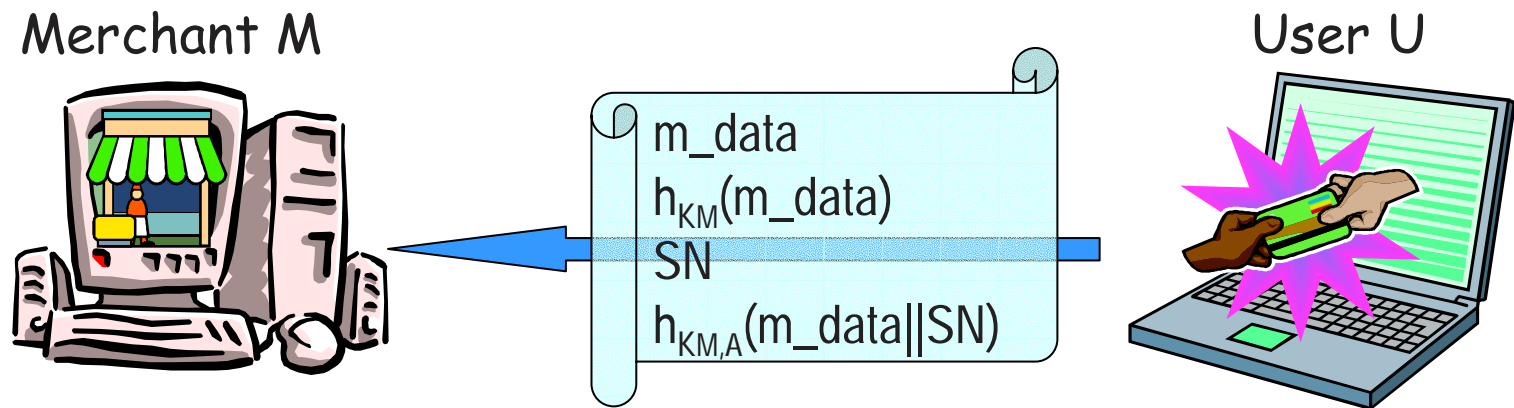 Merchant M
User U
m_data
h_KM(m_data)
SN
h_KM,A(m_data||SN)